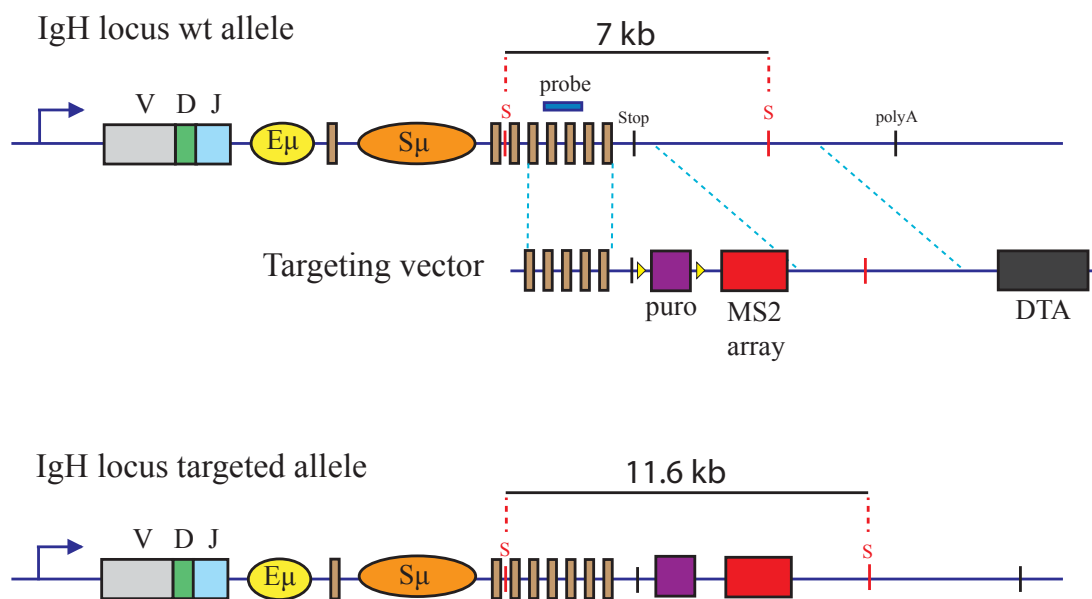 IgH locus wt allele
7 kb
V D J
S
probe
S
Stop
polyA
Eµ
Sµ
Targeting vector
puro
MS2
array
DTA
IgH locus targeted allele
11.6 kb
V D J
S
S
Eµ
Sµ